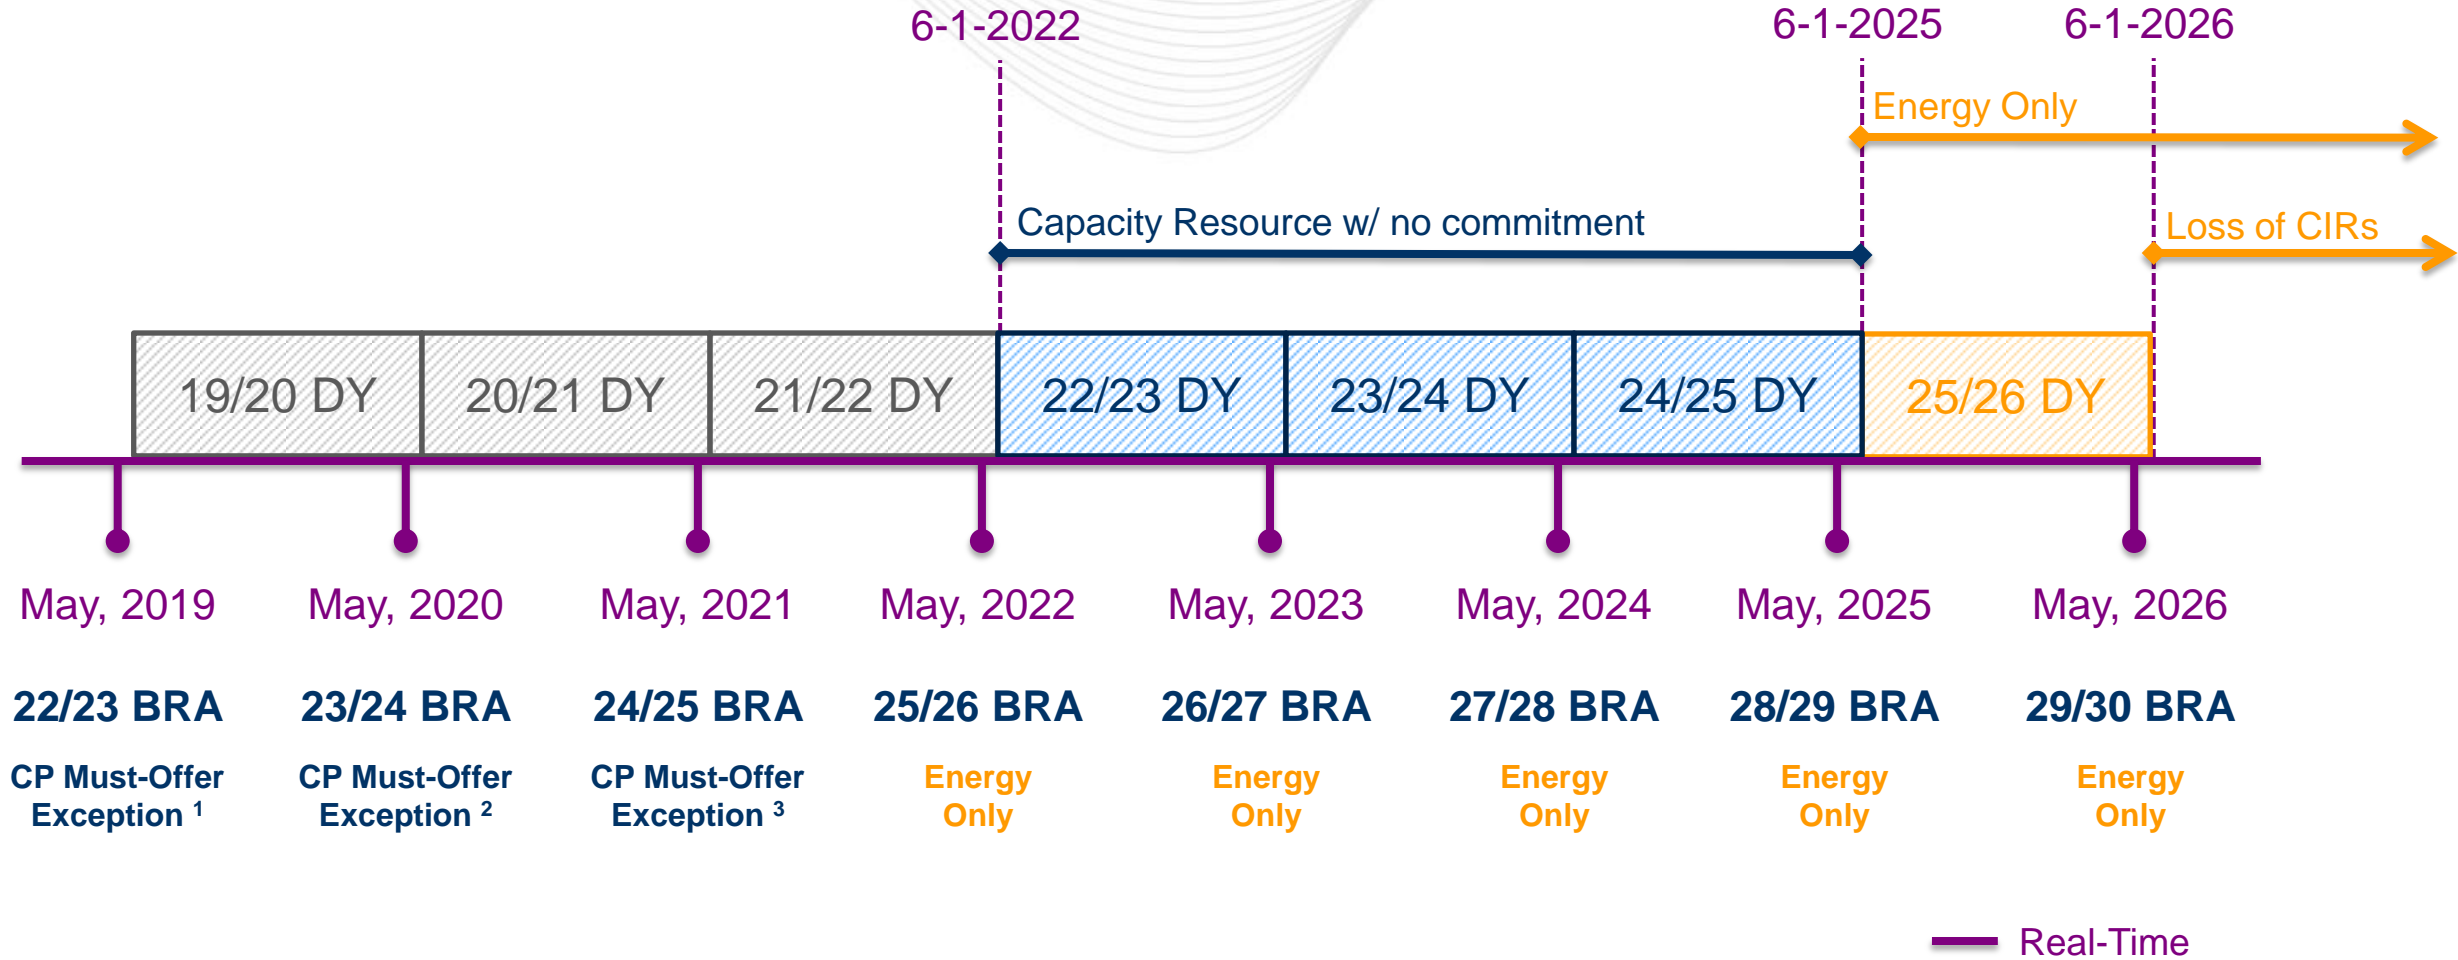 6-1-2022
6-1-2025
6-1-2026
Energy Only
Capacity Resource w/ no commitment
Loss of CIRs
19/20 DY
20/21 DY
21/22 DY
22/23 DY
23/24 DY
24/25 DY
25/26 DY
May, 2019
May, 2020
May, 2021
May, 2022
May, 2023
May, 2024
May, 2025
May, 2026
22/23 BRA
23/24 BRA
24/25 BRA
25/26 BRA
26/27 BRA
27/28 BRA
28/29 BRA
29/30 BRA
CP Must-Offer
Exception 1
CP Must-Offer
Exception 2
CP Must-Offer
Exception 3
Energy
Only
Energy
Only
Energy
Only
Energy
Only
Energy
Only
Real-Time